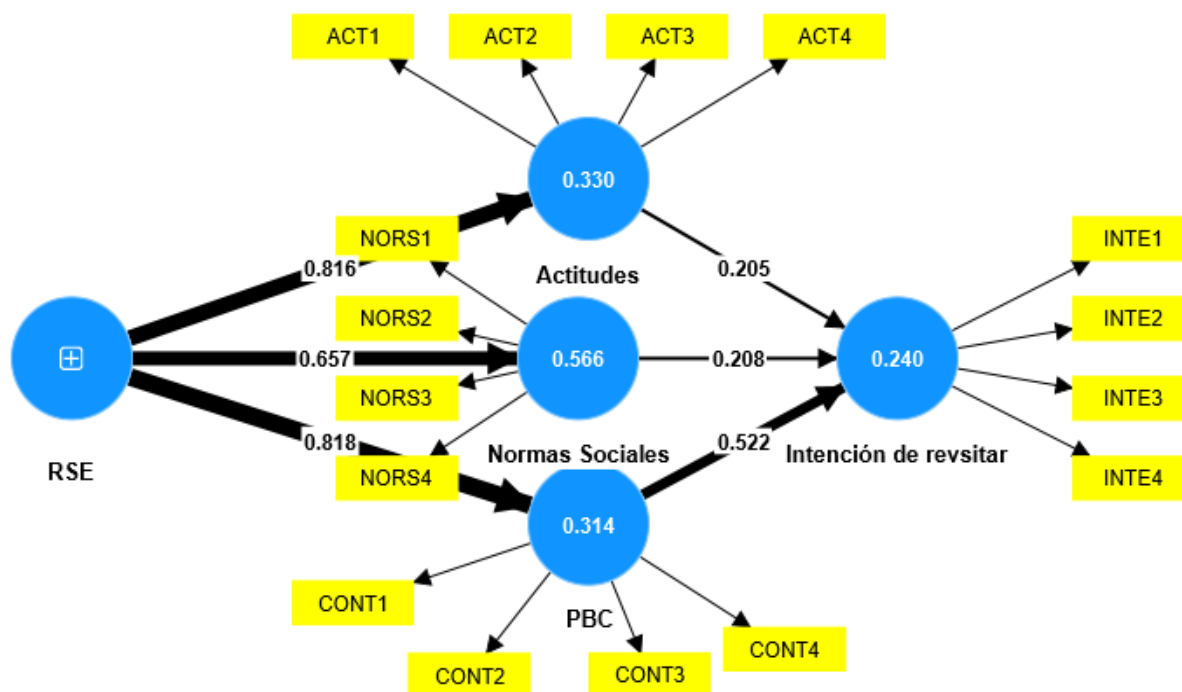 ACT1
ACT2
ACT3
ACT4
0.330
NORS1
INTE1
0.816
Actitudes
0.205
NORS2
INTE2
0.657
0.566
0.208
0.240
NORS3
INTE3
0.818
0.522
Normas Sociales
Intención de revsitar
RSE
NORS4
INTE4
0.314
CONT1
PBC
CONT4
CONT2
CONT3